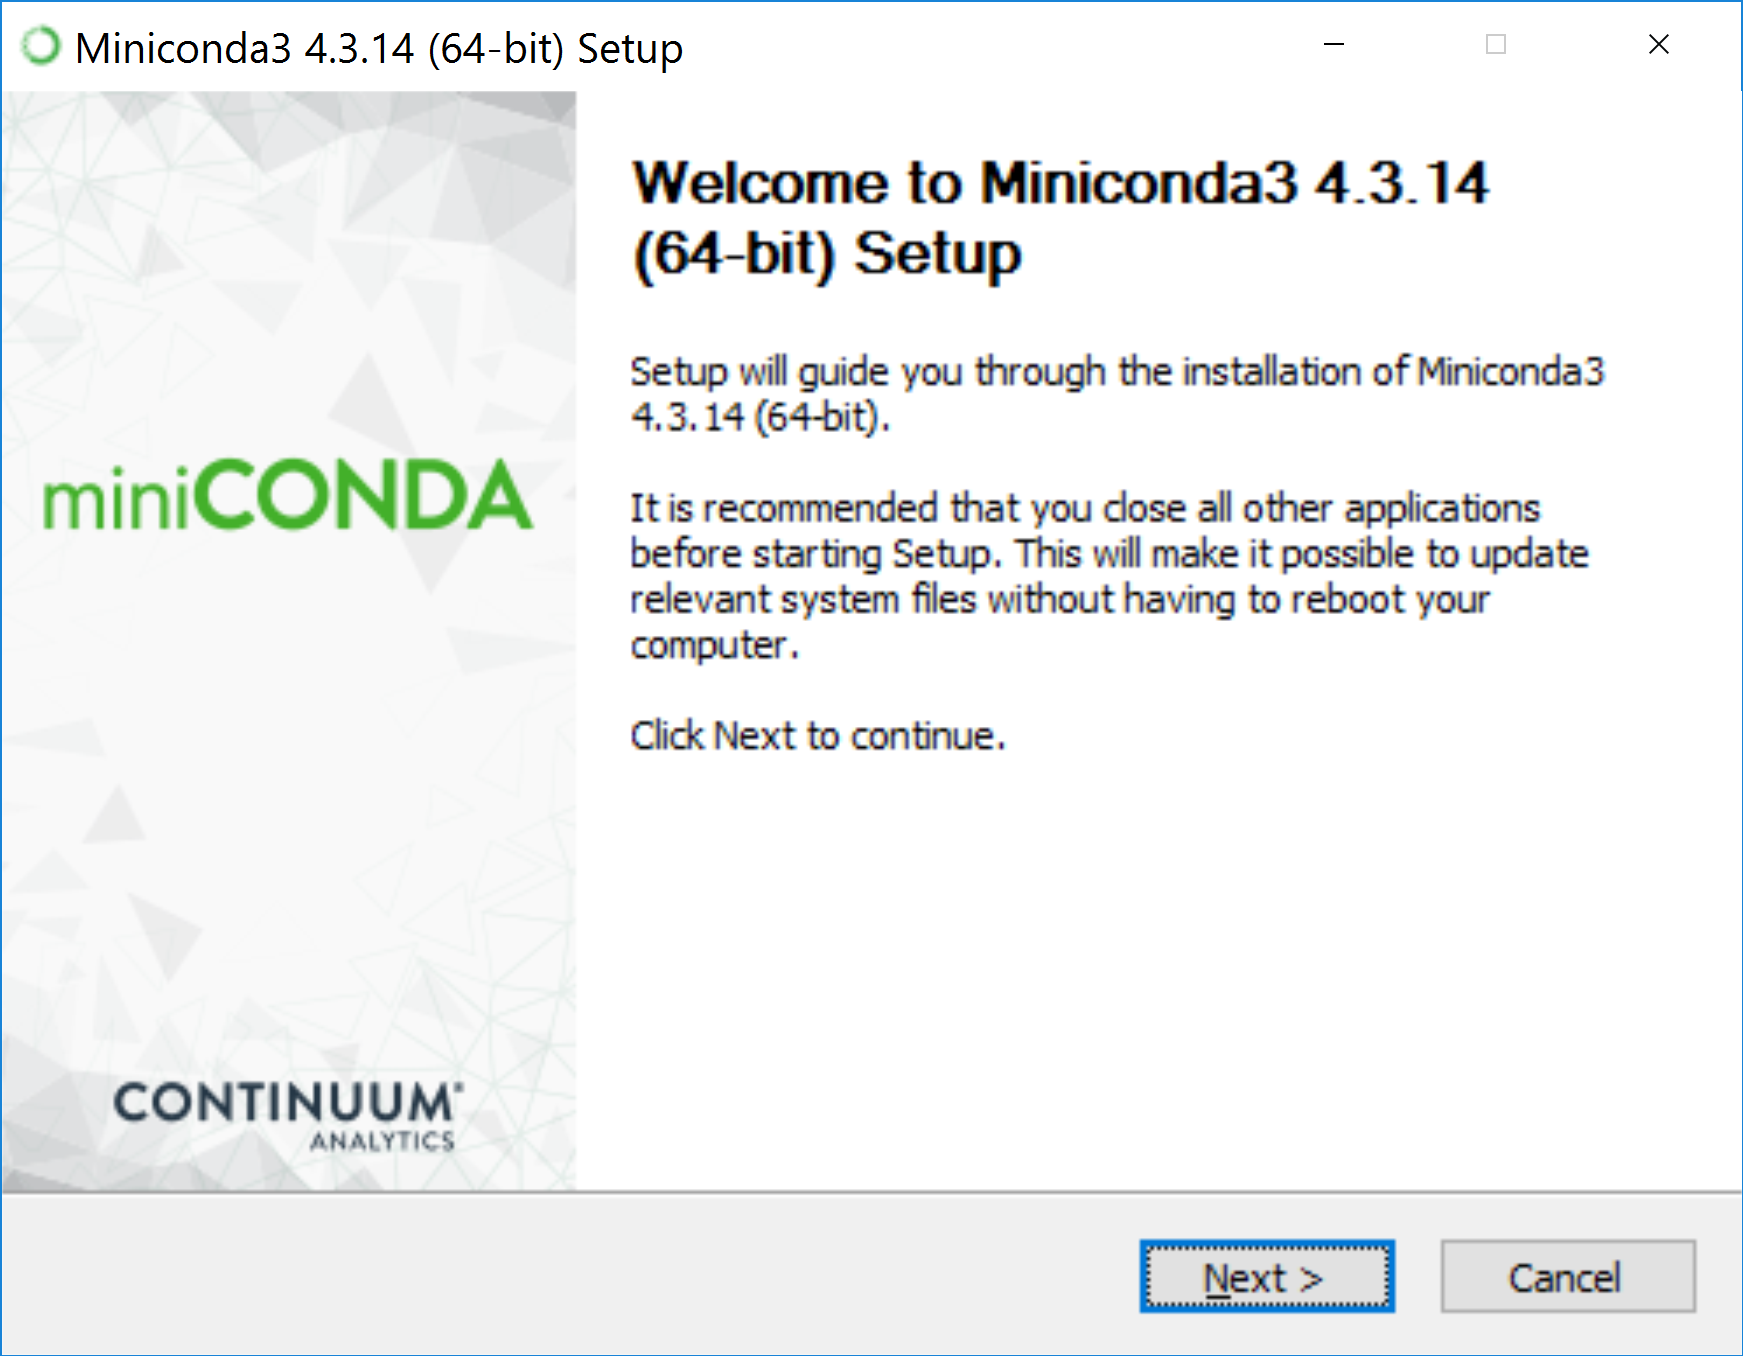 Miniconda3 4.3.14 (64-bit) Setup
Welcome to Miniconda3 4.3.14
(64-bit) Setup
Setup will guide you through the installation of Miniconda3
4.3.14 (64-bit).
It is recommended that you close all other applications
before starting Setup. This will make it possible to update
relevant system files without having to reboot your
computer.
Click Next to continue.
miniCONDA
CONTINUUM®
ANALYTICS
Next >
Cancel